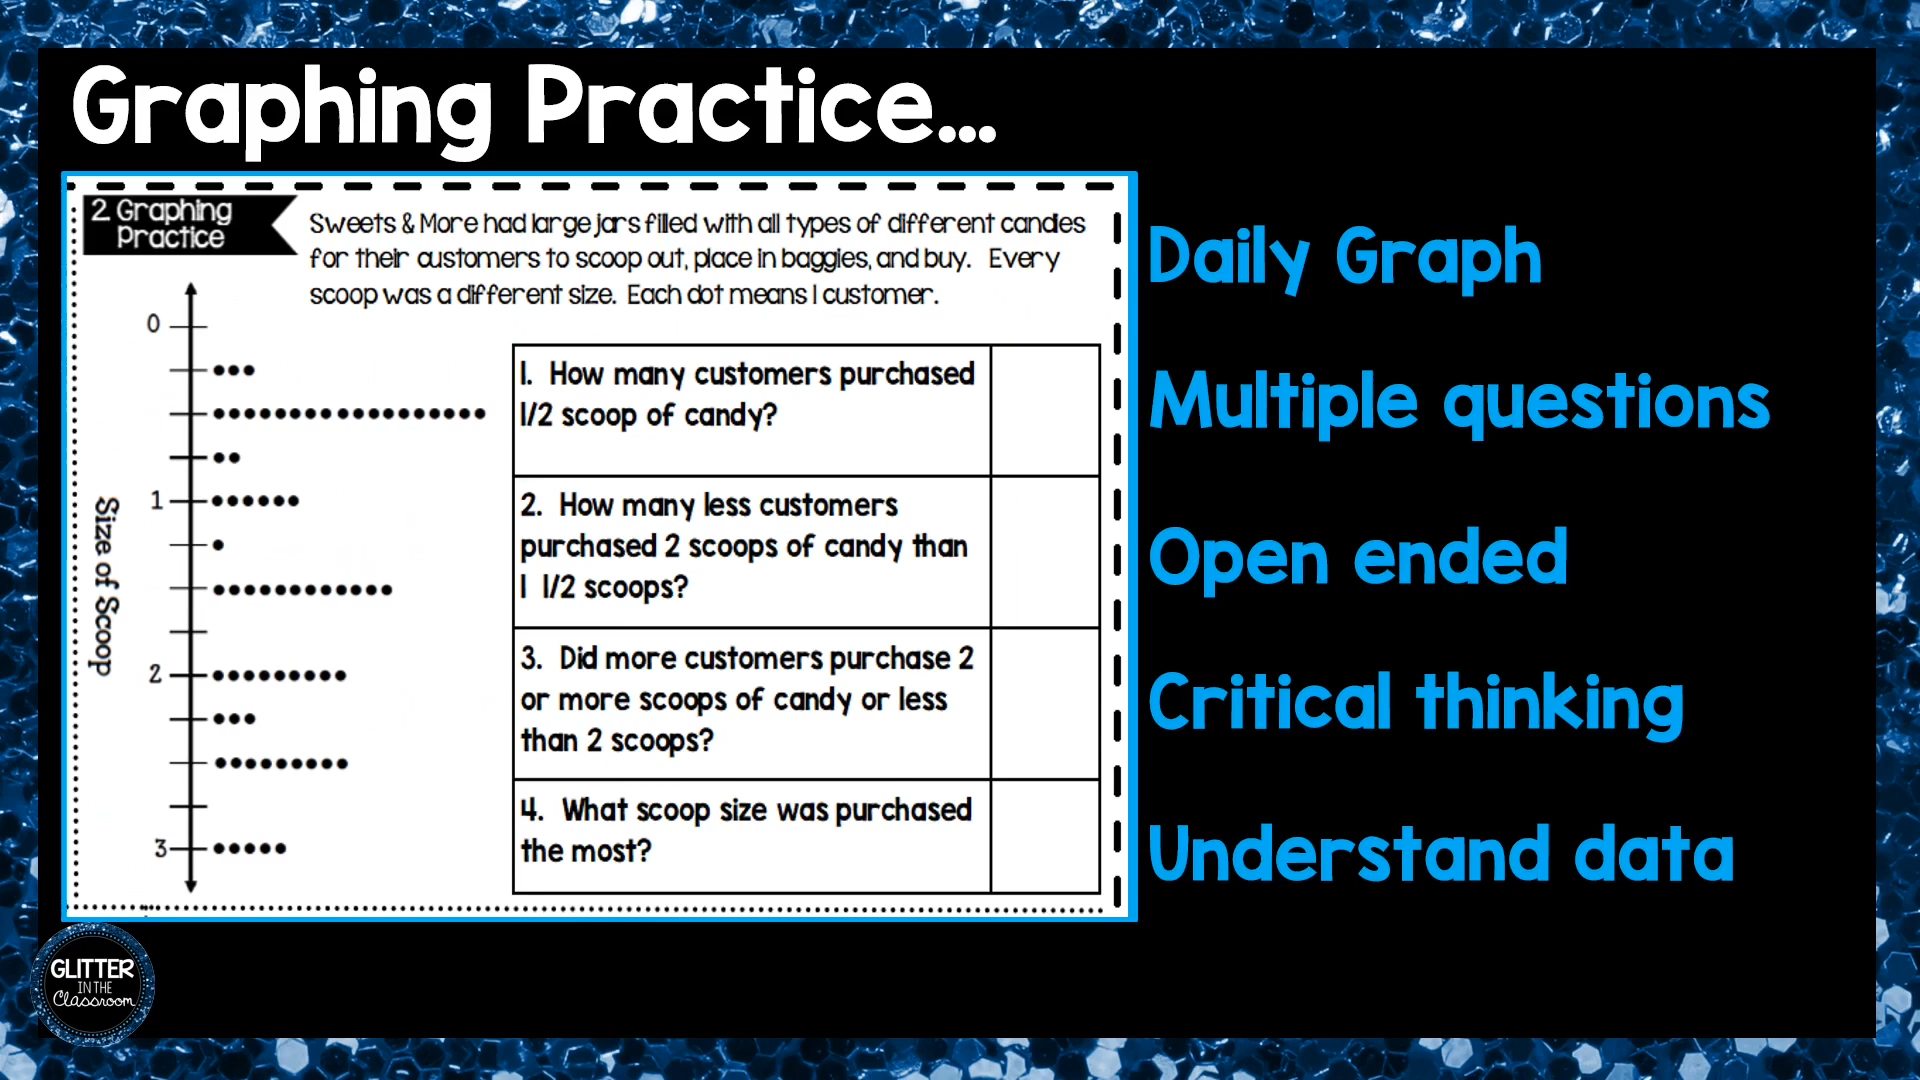 Graphing Practice...
2. Graphing
Practice
Sweets & More had large jars filled with all types of different candies
for their customers to scoop out, place in baggies, and buy. Every
scoop was a different size. Each dot means 1 customer.
0
1
2
3
Size of Scoop
1. How many customers purchased
1/2 scoop of candy?
2. How many less customers
purchased 2 scoops of candy than
1 1/2 scoops?
3. Did more customers purchase 2
or more scoops of candy or less
than 2 scoops?
4. What scoop size was purchased
the most?
Daily Graph
Multiple questions
Open ended
Critical thinking
Understand data
GLITTER
IN THE
Classroom